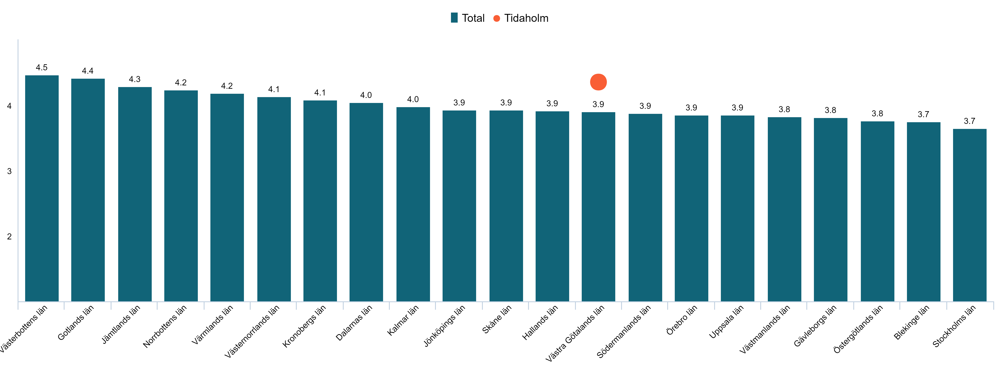 Total Tidaholm
4.5
4.4
4.3
4.2
4.2
4.1
4.1
4.0
4.0
3.9
3.9
3.9
3.9
3.9
3.9
3.9
3.8
3.8
3.8
3.7
3.7
4
3
2
Västerbottens län
Gotlands län
Jämtlands län
Norrbottens län
Värmlands län
Västernorrlands län
Kronobergs län
Dalarnas län
Kalmar län
Jönköpings län
Skåne län
Hallands län
Västra Götalands län
Södermanlands län
Örebro län
Uppsala län
Västmanlands län
Gävleborgs län
Östergötlands län
Blekinge län
Stockholms län